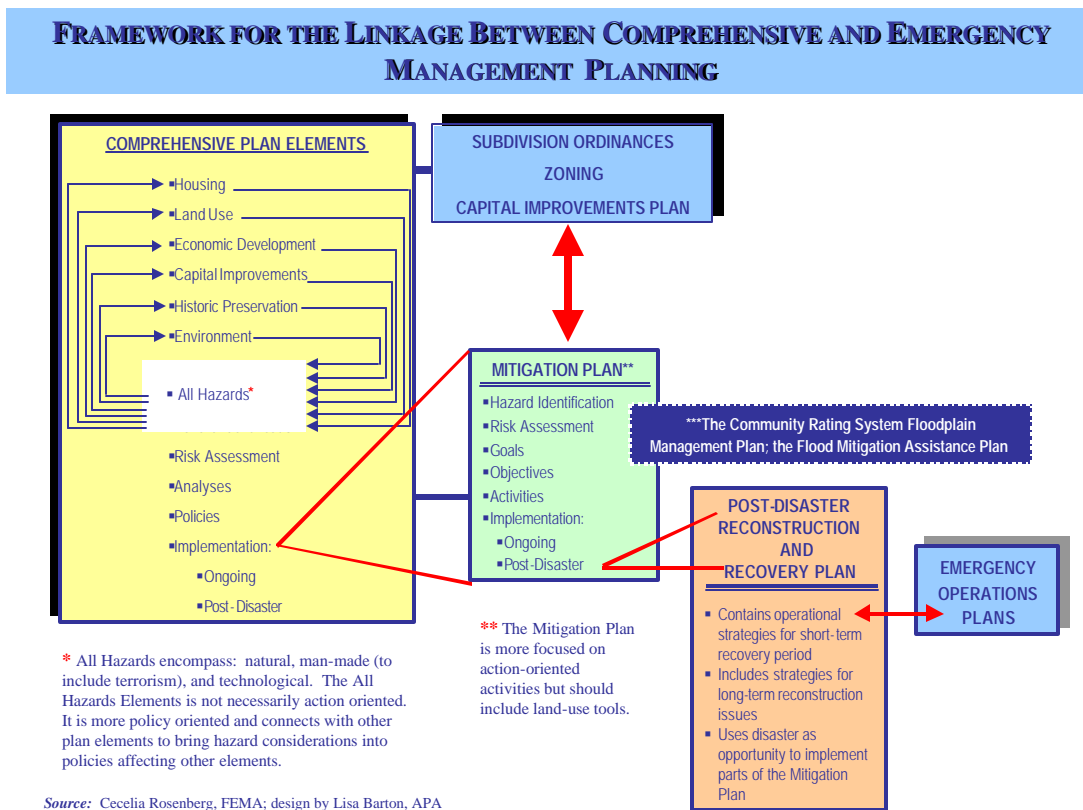 FRAMEWORK FOR THE LINKAGE BETWEEN COMPREHENSIVE AND EMERGENCY
MANAGEMENT PLANNING
COMPREHENSIVE PLAN ELEMENTS
▪Housing
▪Land Use
▪Economic Development
▪Capital Improvements
▪Historic Preservation
▪Environment
▪ All Hazards*
▪Risk Assessment
▪Analyses
▪Policies
▪Implementation:
▪Ongoing
▪Post-Disaster
SUBDIVISION ORDINANCES
ZONING
CAPITAL IMPROVEMENTS PLAN
MITIGATION PLAN**
▪Hazard Identification
▪Risk Assessment
▪Goals
▪Objectives
▪Activities
▪Implementation:
▪Ongoing
▪Post-Disaster
***The Community Rating System Floodplain
Management Plan; the Flood Mitigation Assistance Plan
POST-DISASTER
RECONSTRUCTION
AND
RECOVERY PLAN
▪ Contains operational
strategies for short-term
recovery period
▪ Includes strategies for
long-term reconstruction
issues
▪ Uses disaster as
opportunity to implement
parts of the Mitigation
Plan
EMERGENCY
OPERATIONS
PLANS
* All Hazards encompass: natural, man-made (to
include terrorism), and technological. The All
Hazards Elements is not necessarily action oriented.
It is more policy oriented and connects with other
plan elements to bring hazard considerations into
policies affecting other elements.
** The Mitigation Plan
is more focused on
action-oriented
activities but should
include land-use tools.
Source: Cecelia Rosenberg, FEMA; design by Lisa Barton, APA